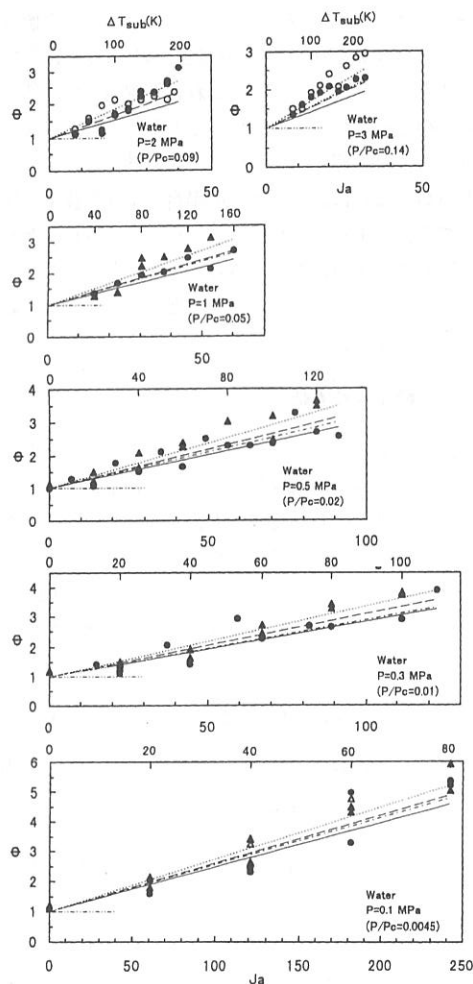 Δ Tsub(K)
0 100 200
4
3
2
1
0
Φ
Water
P=2 MPa
(P/Pc=0.09)
0 50
Δ Tsub(K)
0 100 200
3
2
1
0
Water
P=3 MPa
(P/Pc=0.14)
0 Ja 50
0 40 80 120 160
3
2
1
0
Φ
Water
P=1 MPa
(P/Pc=0.05)
0 50
0 40 80 120
4
3
2
1
0
Φ
Water
P=0.5 MPa
(P/Pc=0.02)
0 50 100
0 20 40 60 80 100
4
3
2
1
0
Φ
Water
P=0.3 MPa
(P/Pc=0.01)
0 50 100
0 20 40 60 80
6
5
4
3
2
1
0
Φ
Water
P=0.1 MPa
(P/Pc=0.0045)
0 50 100 150 200 250
Ja